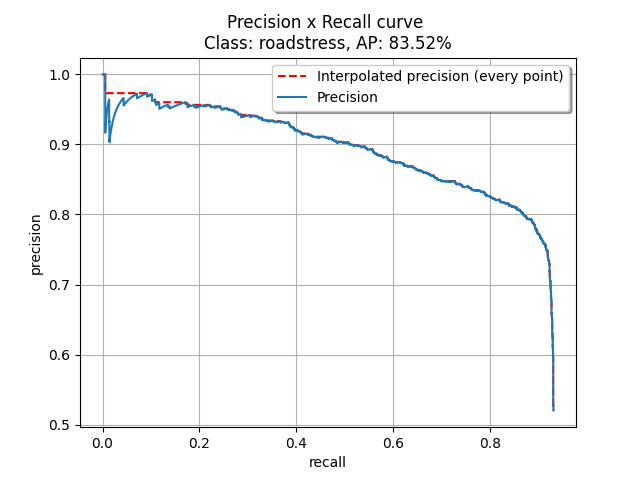 Precision x Recall curve
Class: roadstress, AP: 83.52%
Interpolated precision (every point)
Precision
1.0
0.9
0.8
0.7
0.6
0.5
precision
0.0 0.2 0.4 0.6 0.8
recall